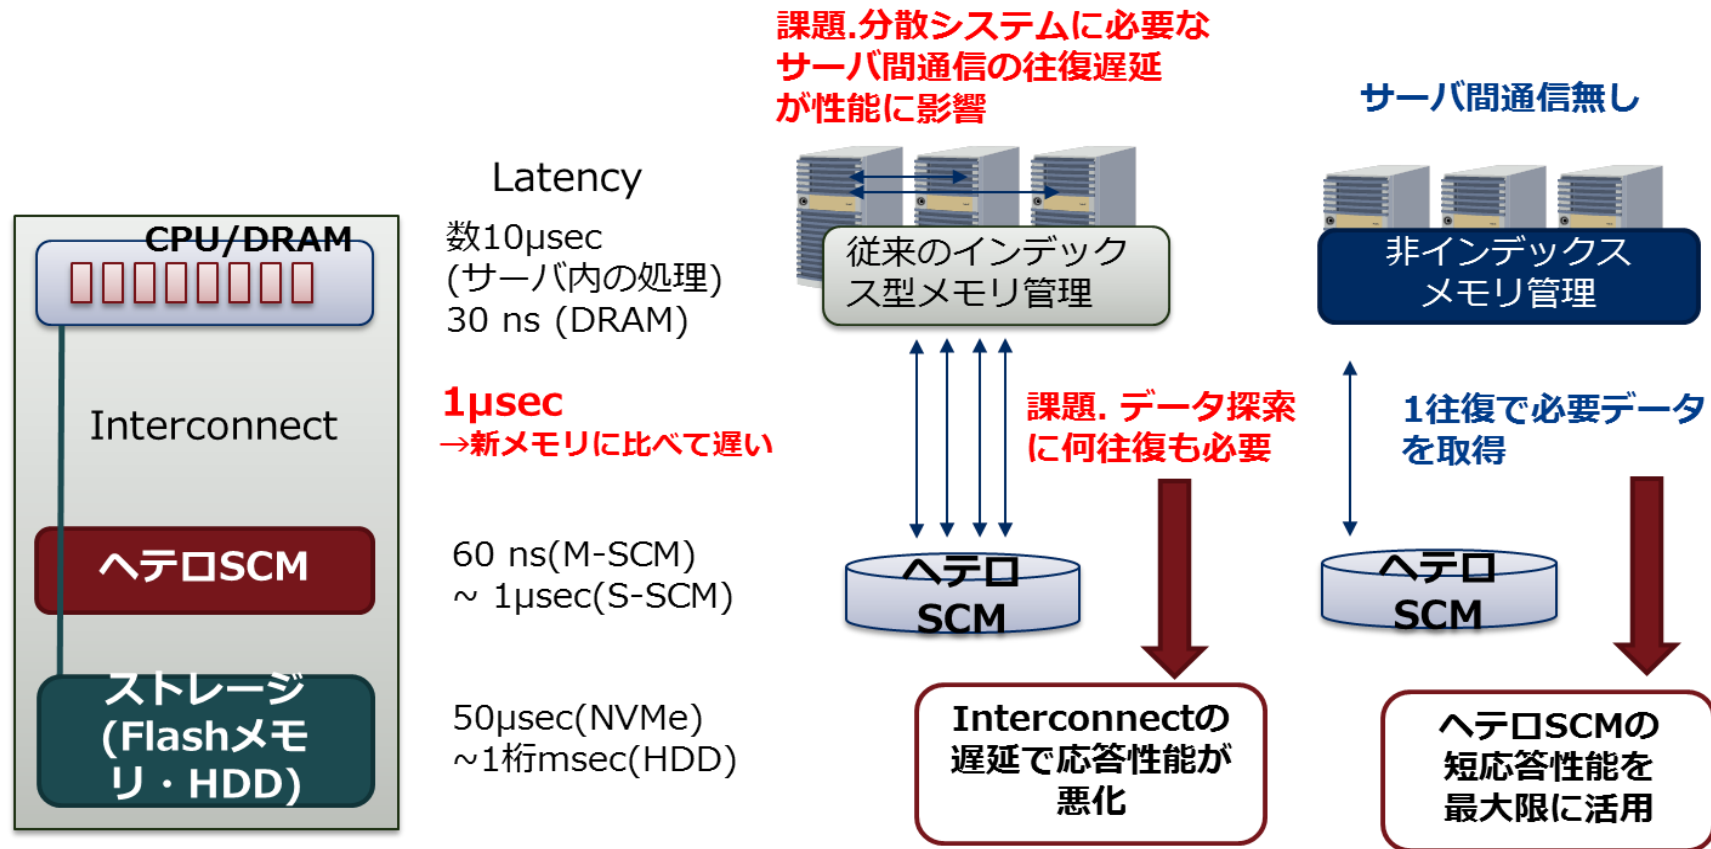 課題.分散システムに必要な
サーバ間通信の往復遅延
が性能に影響
サーバ間通信無し
Latency
CPU/DRAM
数10μsec
(サーバ内の処理)
30 ns (DRAM)
従来のインデック
ス型メモリ管理
非インデックス
メモリ管理
Interconnect
1μsec
→新メモリに比べて遅い
課題. データ探索
に何往復も必要
1往復で必要データ
を取得
ヘテロSCM
60 ns(M-SCM)
~ 1μsec(S-SCM)
ヘテロ
SCM
ヘテロ
SCM
ストレージ
(Flashメモ
リ・HDD)
50μsec(NVMe)
~1桁msec(HDD)
Interconnectの
遅延で応答性能が
悪化
ヘテロSCMの
短応答性能を
最大限に活用